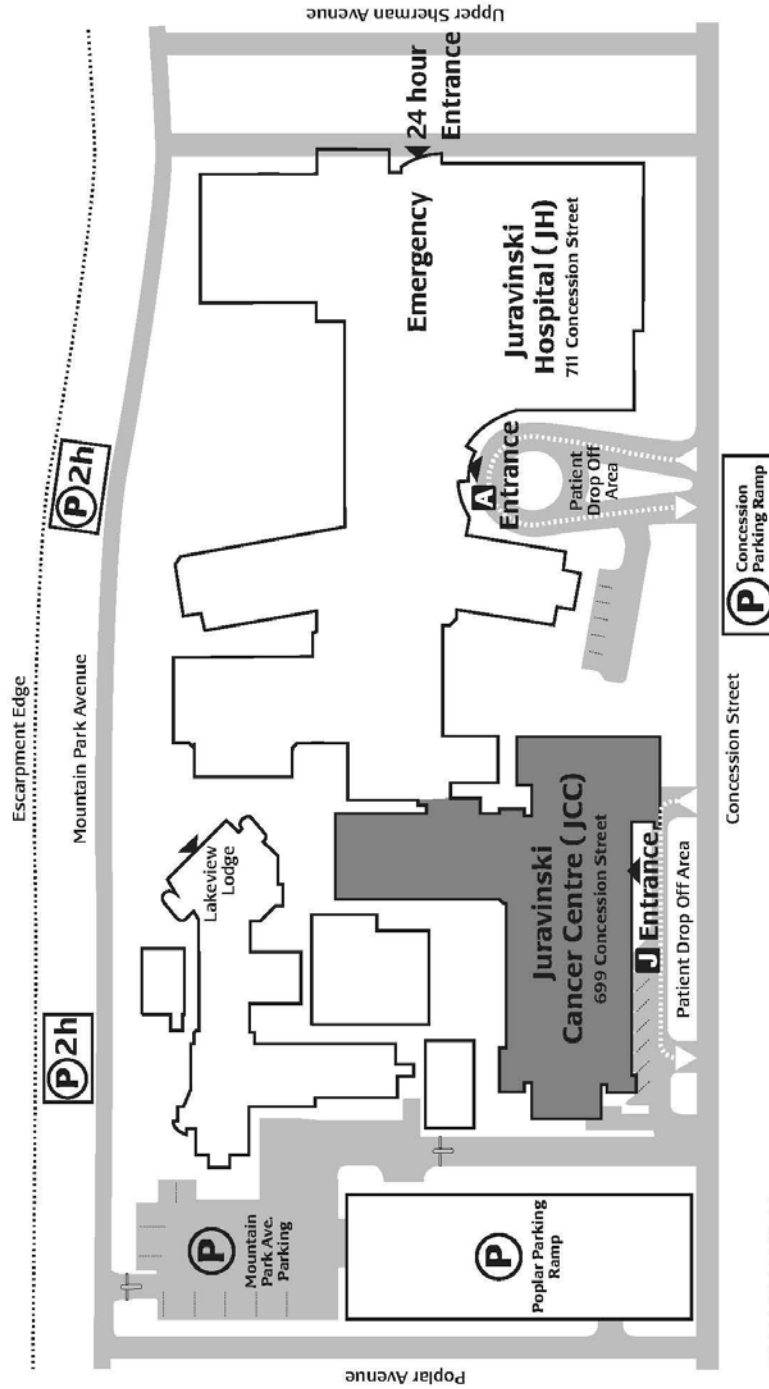 Escarpment Edge
P 2h
P 2h
Mountain Park Avenue
Upper Sherman Avenue
Poplar Avenue
P
Mountain
Park Ave.
Parking
Lakeview
Lodge
Emergency
24 hour
Entrance
P
Poplar Parking
Ramp
Juravinski
Cancer Centre (JCC)
699 Concession Street
J Entrance
Patient Drop Off Area
A
Entrance
Patient
Drop Off
Area
Juravinski
Hospital (JH)
711 Concession Street
Concession Street
P Concession
Parking Ramp